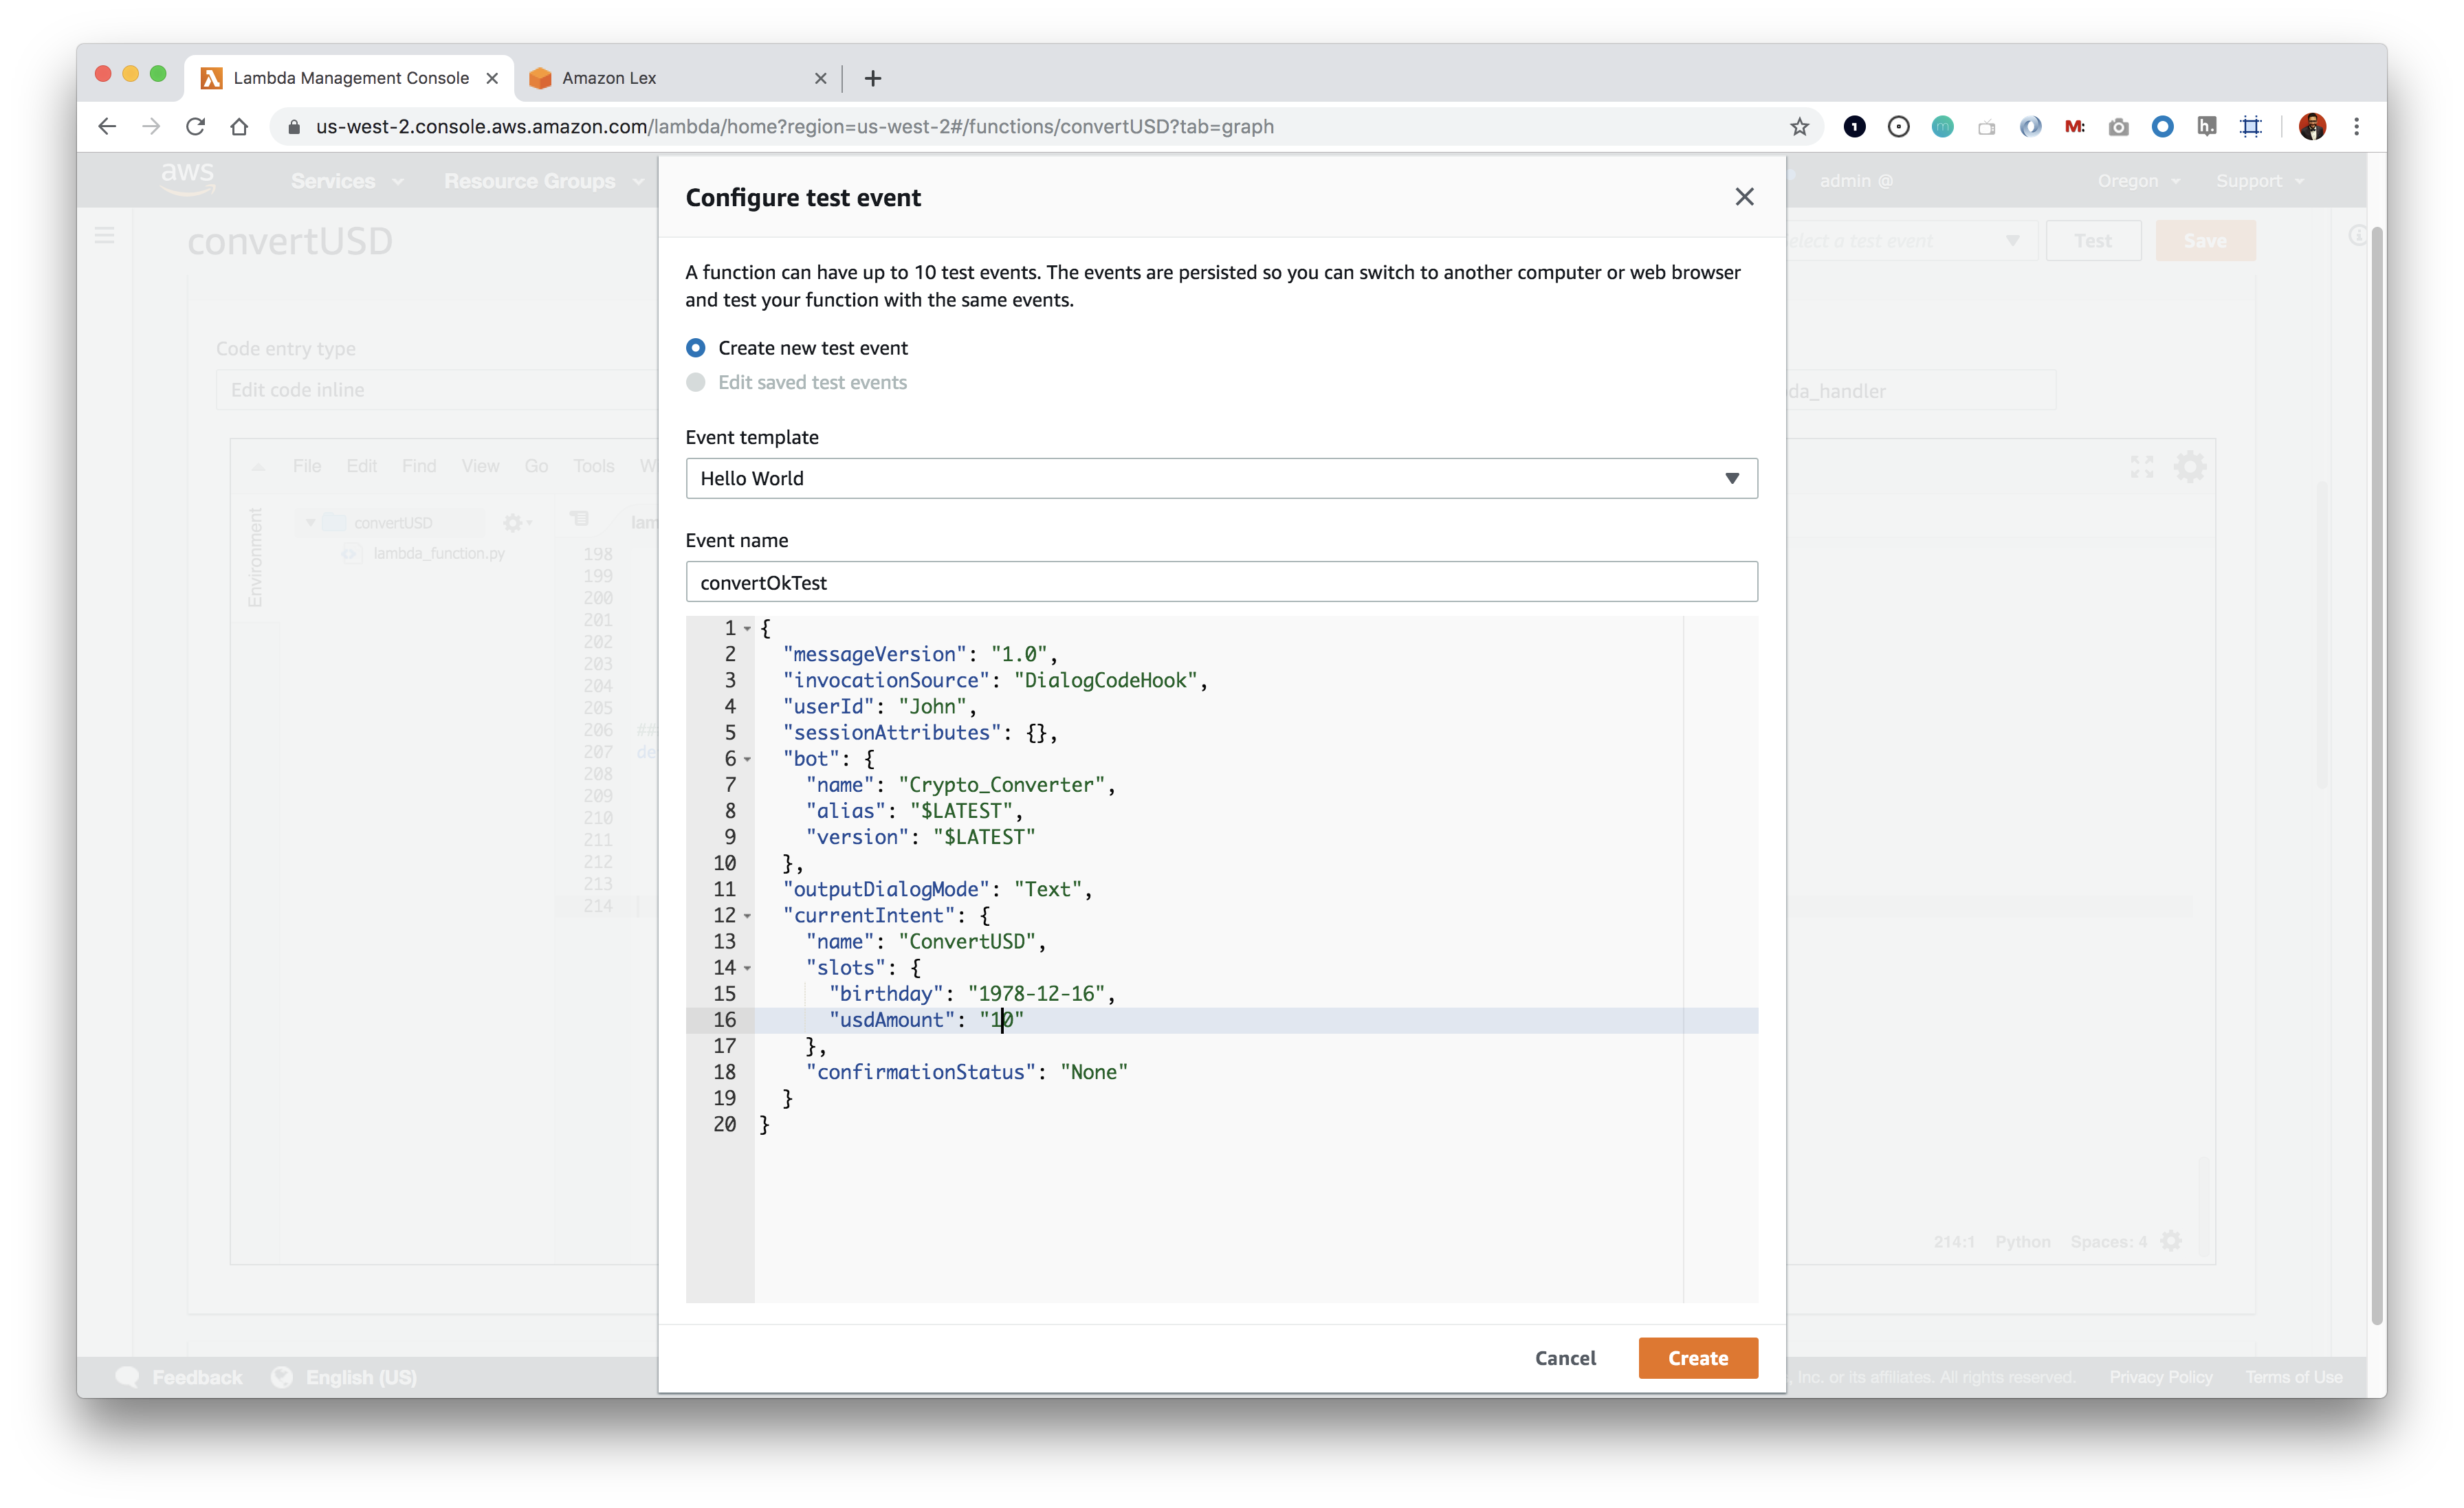 Lambda Management Console
Amazon Lex
us-west-2.console.aws.amazon.com/lambda/home?region=us-west-2#/functions/convertUSD?tab=graph
aws
Services
Resource Groups
admin @
Oregon
Support
convertUSD
Select a test event
Test
Save
Code entry type
Edit code inline
da_handler
File Edit Find View Go Tools
Environment
convertUSD
lambda_function.py
lam
198
199
200
201
202
203
204
205
206 ##
207 de
208
209
210
211
212
213
214
214:1 Python Spaces: 4
Configure test event
A function can have up to 10 test events. The events are persisted so you can switch to another computer or web browser
and test your function with the same events.
Create new test event
Edit saved test events
Event template
Hello World
Event name
convertOkTest
1 {
2 "messageVersion": "1.0",
3 "invocationSource": "DialogCodeHook",
4 "userId": "John",
5 "sessionAttributes": {},
6 "bot": {
7 "name": "Crypto_Converter",
8 "alias": "$LATEST",
9 "version": "$LATEST"
10 },
11 "outputDialogMode": "Text",
12 "currentIntent": {
13 "name": "ConvertUSD",
14 "slots": {
15 "birthday": "1978-12-16",
16 "usdAmount": "10"
17 },
18 "confirmationStatus": "None"
19 }
20 }
Cancel
Create
Feedback
English (US)
, Inc. or its affiliates. All rights reserved.
Privacy Policy
Terms of Use